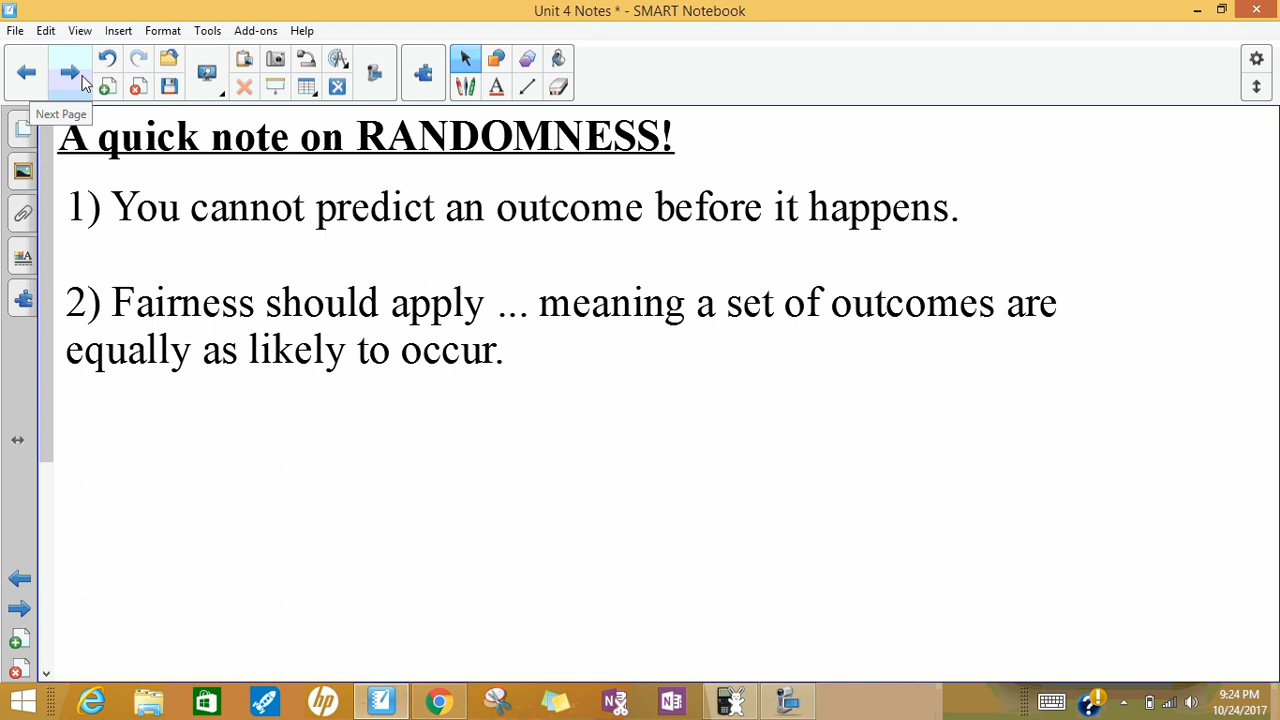 Unit 4 Notes * - SMART Notebook
File Edit View Insert Format Tools Add-ons Help
Next Page
A quick note on RANDOMNESS!
1) You cannot predict an outcome before it happens.
2) Fairness should apply ... meaning a set of outcomes are
equally as likely to occur.
9:24 PM
10/24/2017